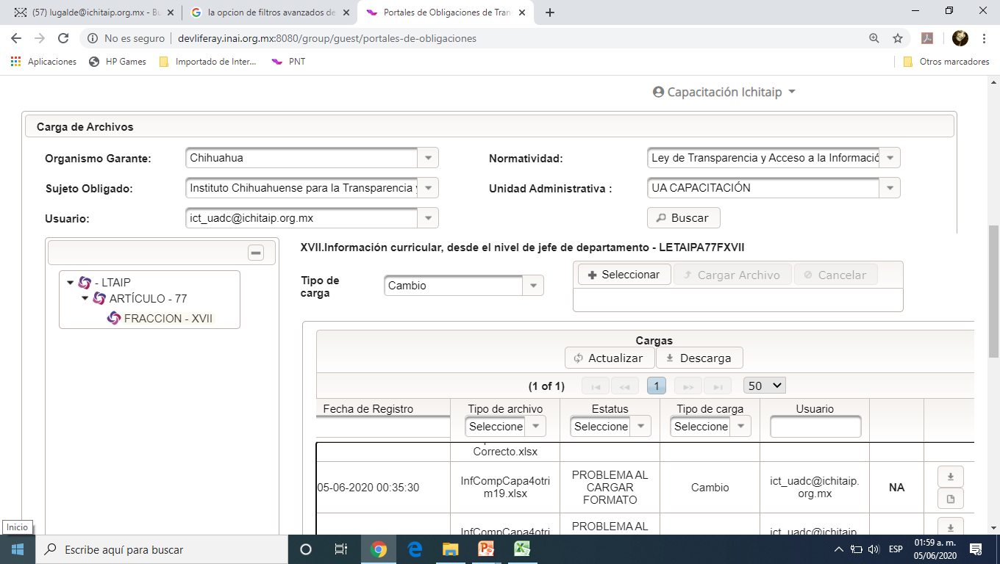 (57) lugalde@ichitaip.org.mx - Bu
la opcion de filtros avanzados de
Portales de Obligaciones de Tran
No es seguro
devliferay.inai.org.mx:8080/group/guest/portales-de-obligaciones
Aplicaciones
HP Games
Importado de Inter...
PNT
Otros marcadores
Capacitación Ichitaip
Carga de Archivos
Organismo Garante:
Chihuahua
Normatividad:
Ley de Transparencia y Acceso a la Informació
Sujeto Obligado:
Instituto Chihuahuense para la Transparencia y
Unidad Administrativa :
UA CAPACITACIÓN
Usuario:
ict_uadc@ichitaip.org.mx
Buscar
- LTAIP
ARTÍCULO - 77
FRACCION - XVII
XVII.Información curricular, desde el nivel de jefe de departamento - LETAIPA77FXVII
Tipo de
carga
Cambio
Seleccionar
Cargar Archivo
Cancelar
Cargas
Actualizar
Descarga
(1 of 1)
1
50
Fecha de Registro
Tipo de archivo
Estatus
Tipo de carga
Usuario
Seleccione
Seleccione
Seleccione
Correcto.xlsx
05-06-2020 00:35:30
InfCompCapa4otri
m19.xlsx
PROBLEMA AL
CARGAR
FORMATO
Cambio
ict_uadc@ichitaip.
org.mx
NA
InfCompCapa4otri
PROBLEMA AL
ict_uadc@ichitaip.
Inicio
Escribe aquí para buscar
ESP
01:59 a. m.
05/06/2020